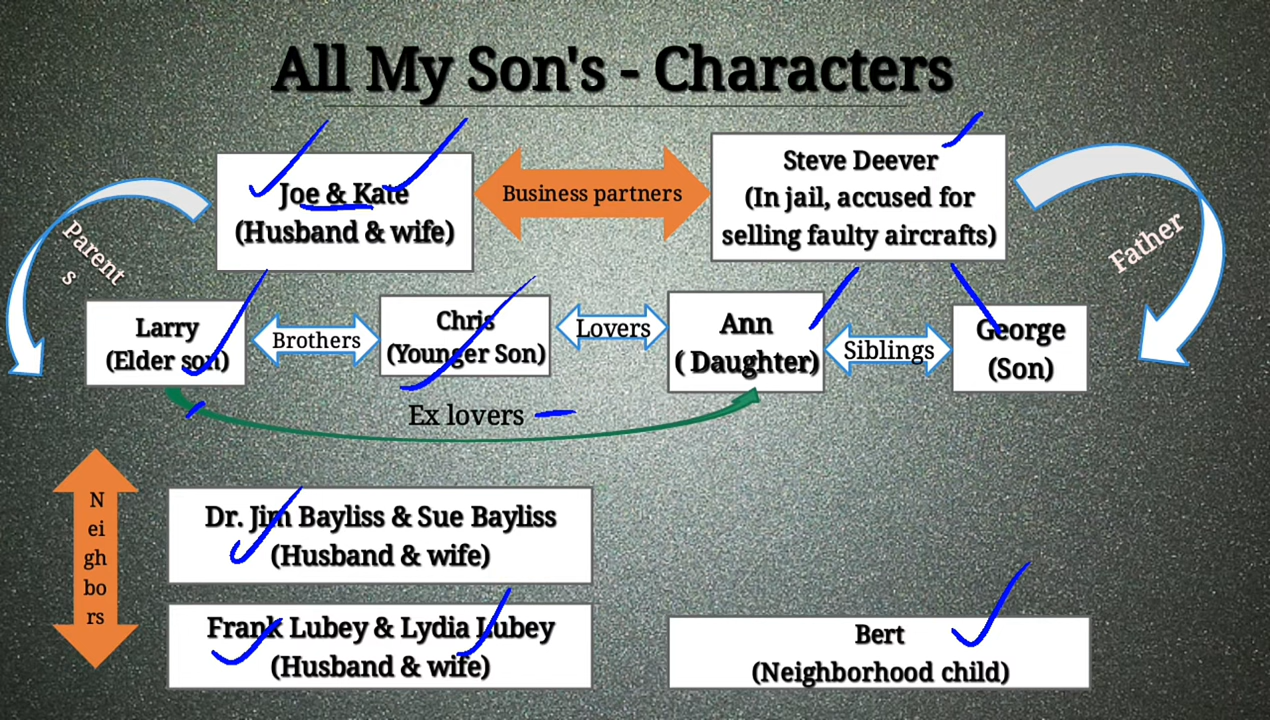 All My Son's - Characters
Joe & Kate
(Husband & wife)
Business partners
Steve Deever
(In jail, accused for
selling faulty aircrafts)
Parent
s
Father
Larry
(Elder son)
Brothers
Chris
(Younger Son)
Lovers
Ann
( Daughter)
Siblings
George
(Son)
Ex lovers
N
ei
gh
bo
rs
Dr. Jim Bayliss & Sue Bayliss
(Husband & wife)
Frank Lubey & Lydia Lubey
(Husband & wife)
Bert
(Neighborhood child)